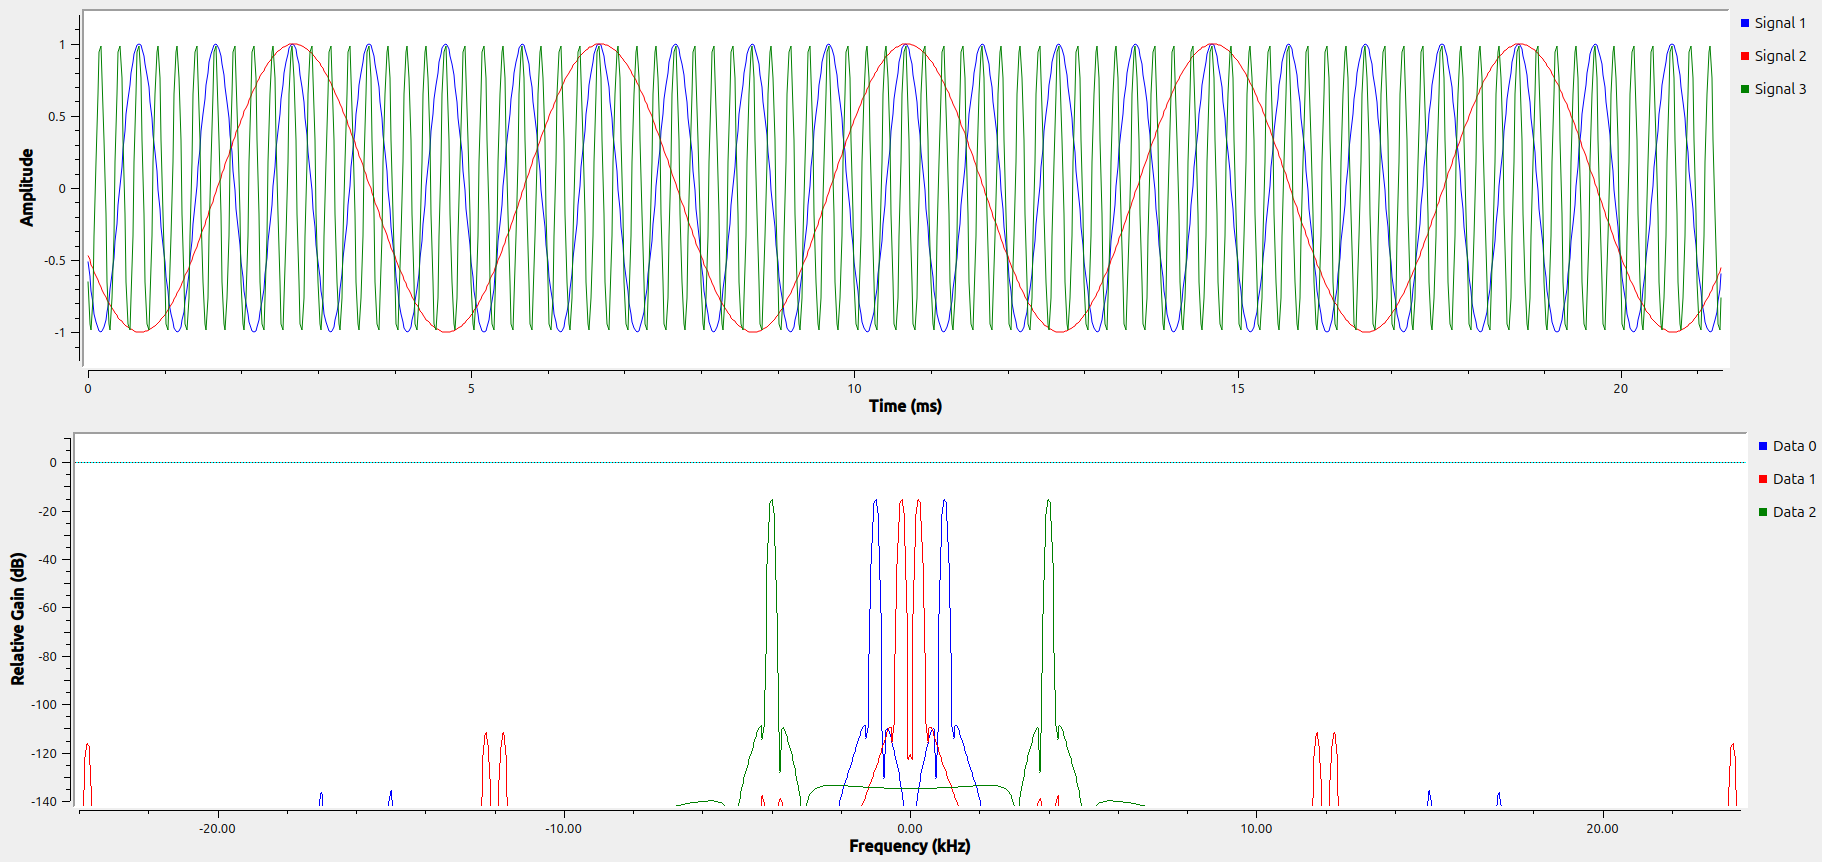 Signal 1
Signal 2
Signal 3
Amplitude
1
0.5
0
-0.5
-1
0 5 10 15 20
Time (ms)
Data 0
Data 1
Data 2
Relative Gain (dB)
0
-20
-40
-60
-80
-100
-120
-140
-20.00 -10.00 0.00 10.00 20.00
Frequency (kHz)